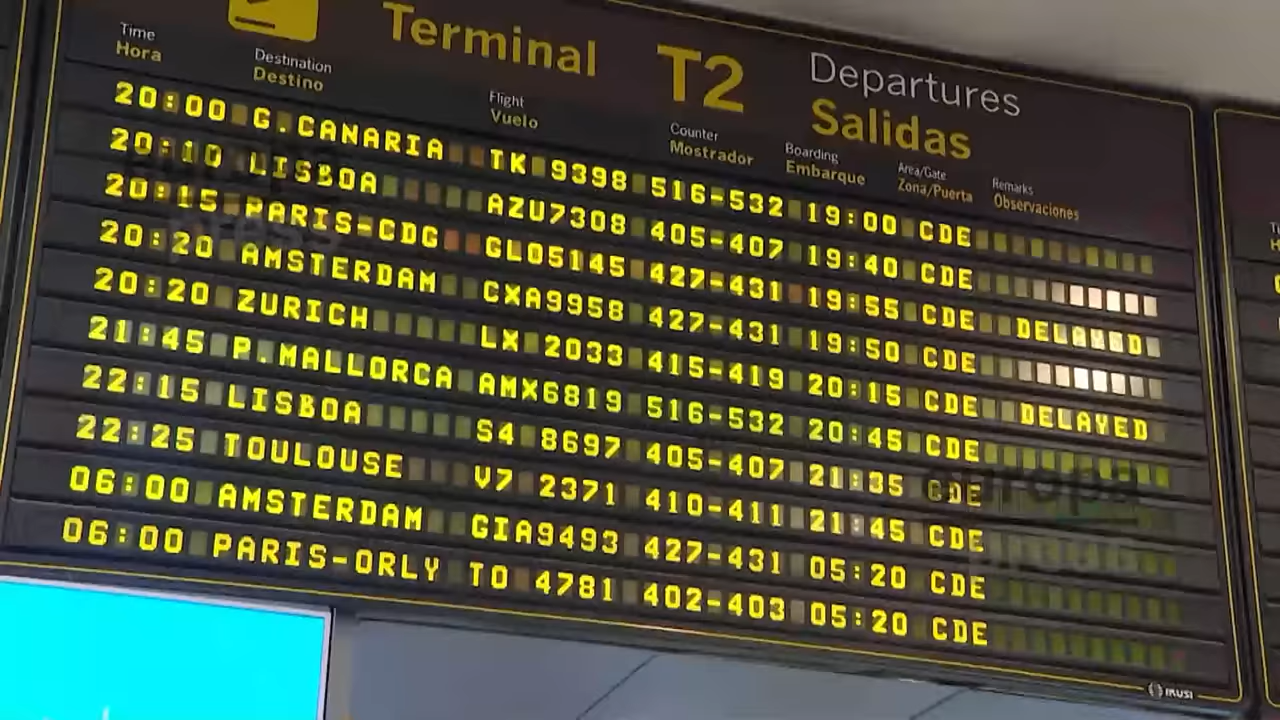 Terminal T2 Departures
Salidas
Time Destination Flight Counter Boarding Area/Gate Remarks
Hora Destino Vuelo Mostrador Embarque Zona/Puerta Observaciones
20:00 G.CANARIA TK 9398 516-532 19:00 CDE
20:10 LISBOA AZU7308 405-407 19:40 CDE
20:15 PARIS-CDG GLO5145 427-431 19:55 CDE DELAYED
20:20 AMSTERDAM CXA9958 427-431 19:50 CDE
20:20 ZURICH LX 2033 415-419 20:15 CDE DELAYED
21:45 P.MALLORCA AMX6819 516-532 20:45 CDE
22:15 LISBOA S4 8697 405-407 21:35 CDE
22:25 TOULOUSE V7 2371 410-411 21:45 CDE
06:00 AMSTERDAM GIA9493 427-431 05:20 CDE
06:00 PARIS-ORLY TO 4781 402-403 05:20 CDE
IKUSI
europa
press